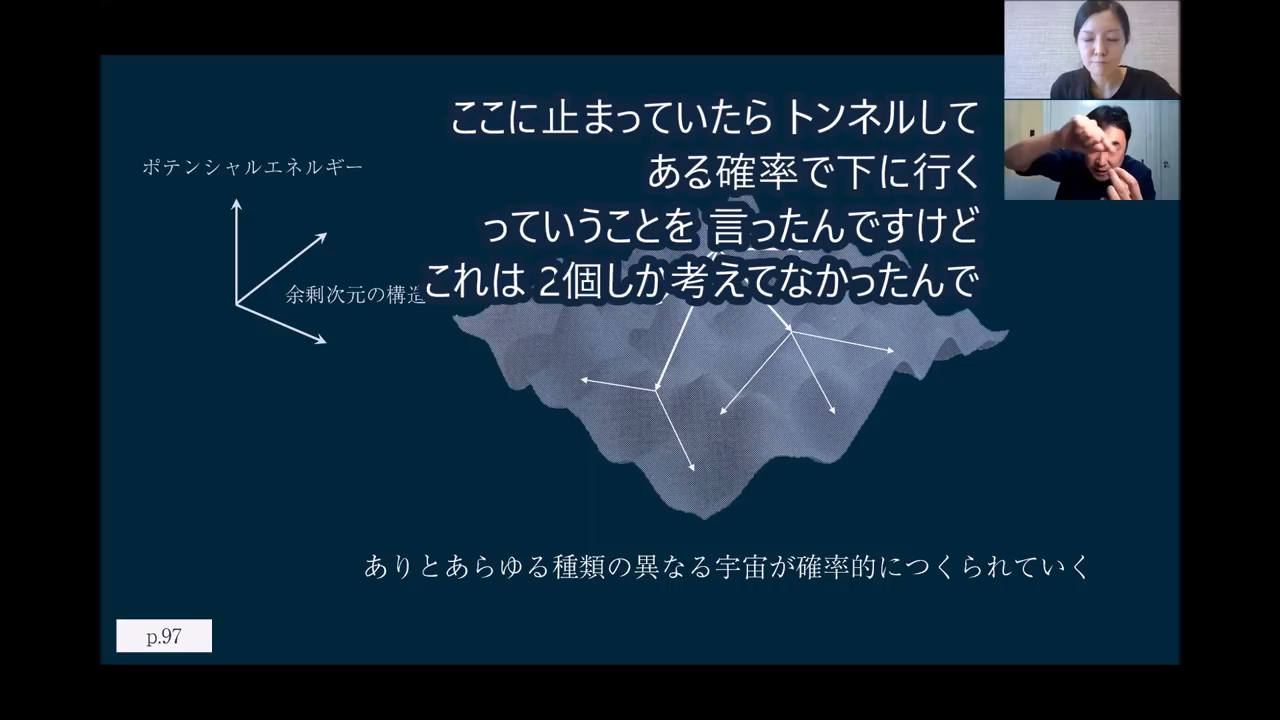 ここに止まっていたら トンネルして
ある確率で下に行く
っていうことを 言ったんですけど
これは 2個しか考えてなかったんで
ポテンシャルエネルギー
余剰次元の構造
ありとあらゆる種類の異なる宇宙が確率的につくられていく
p.97